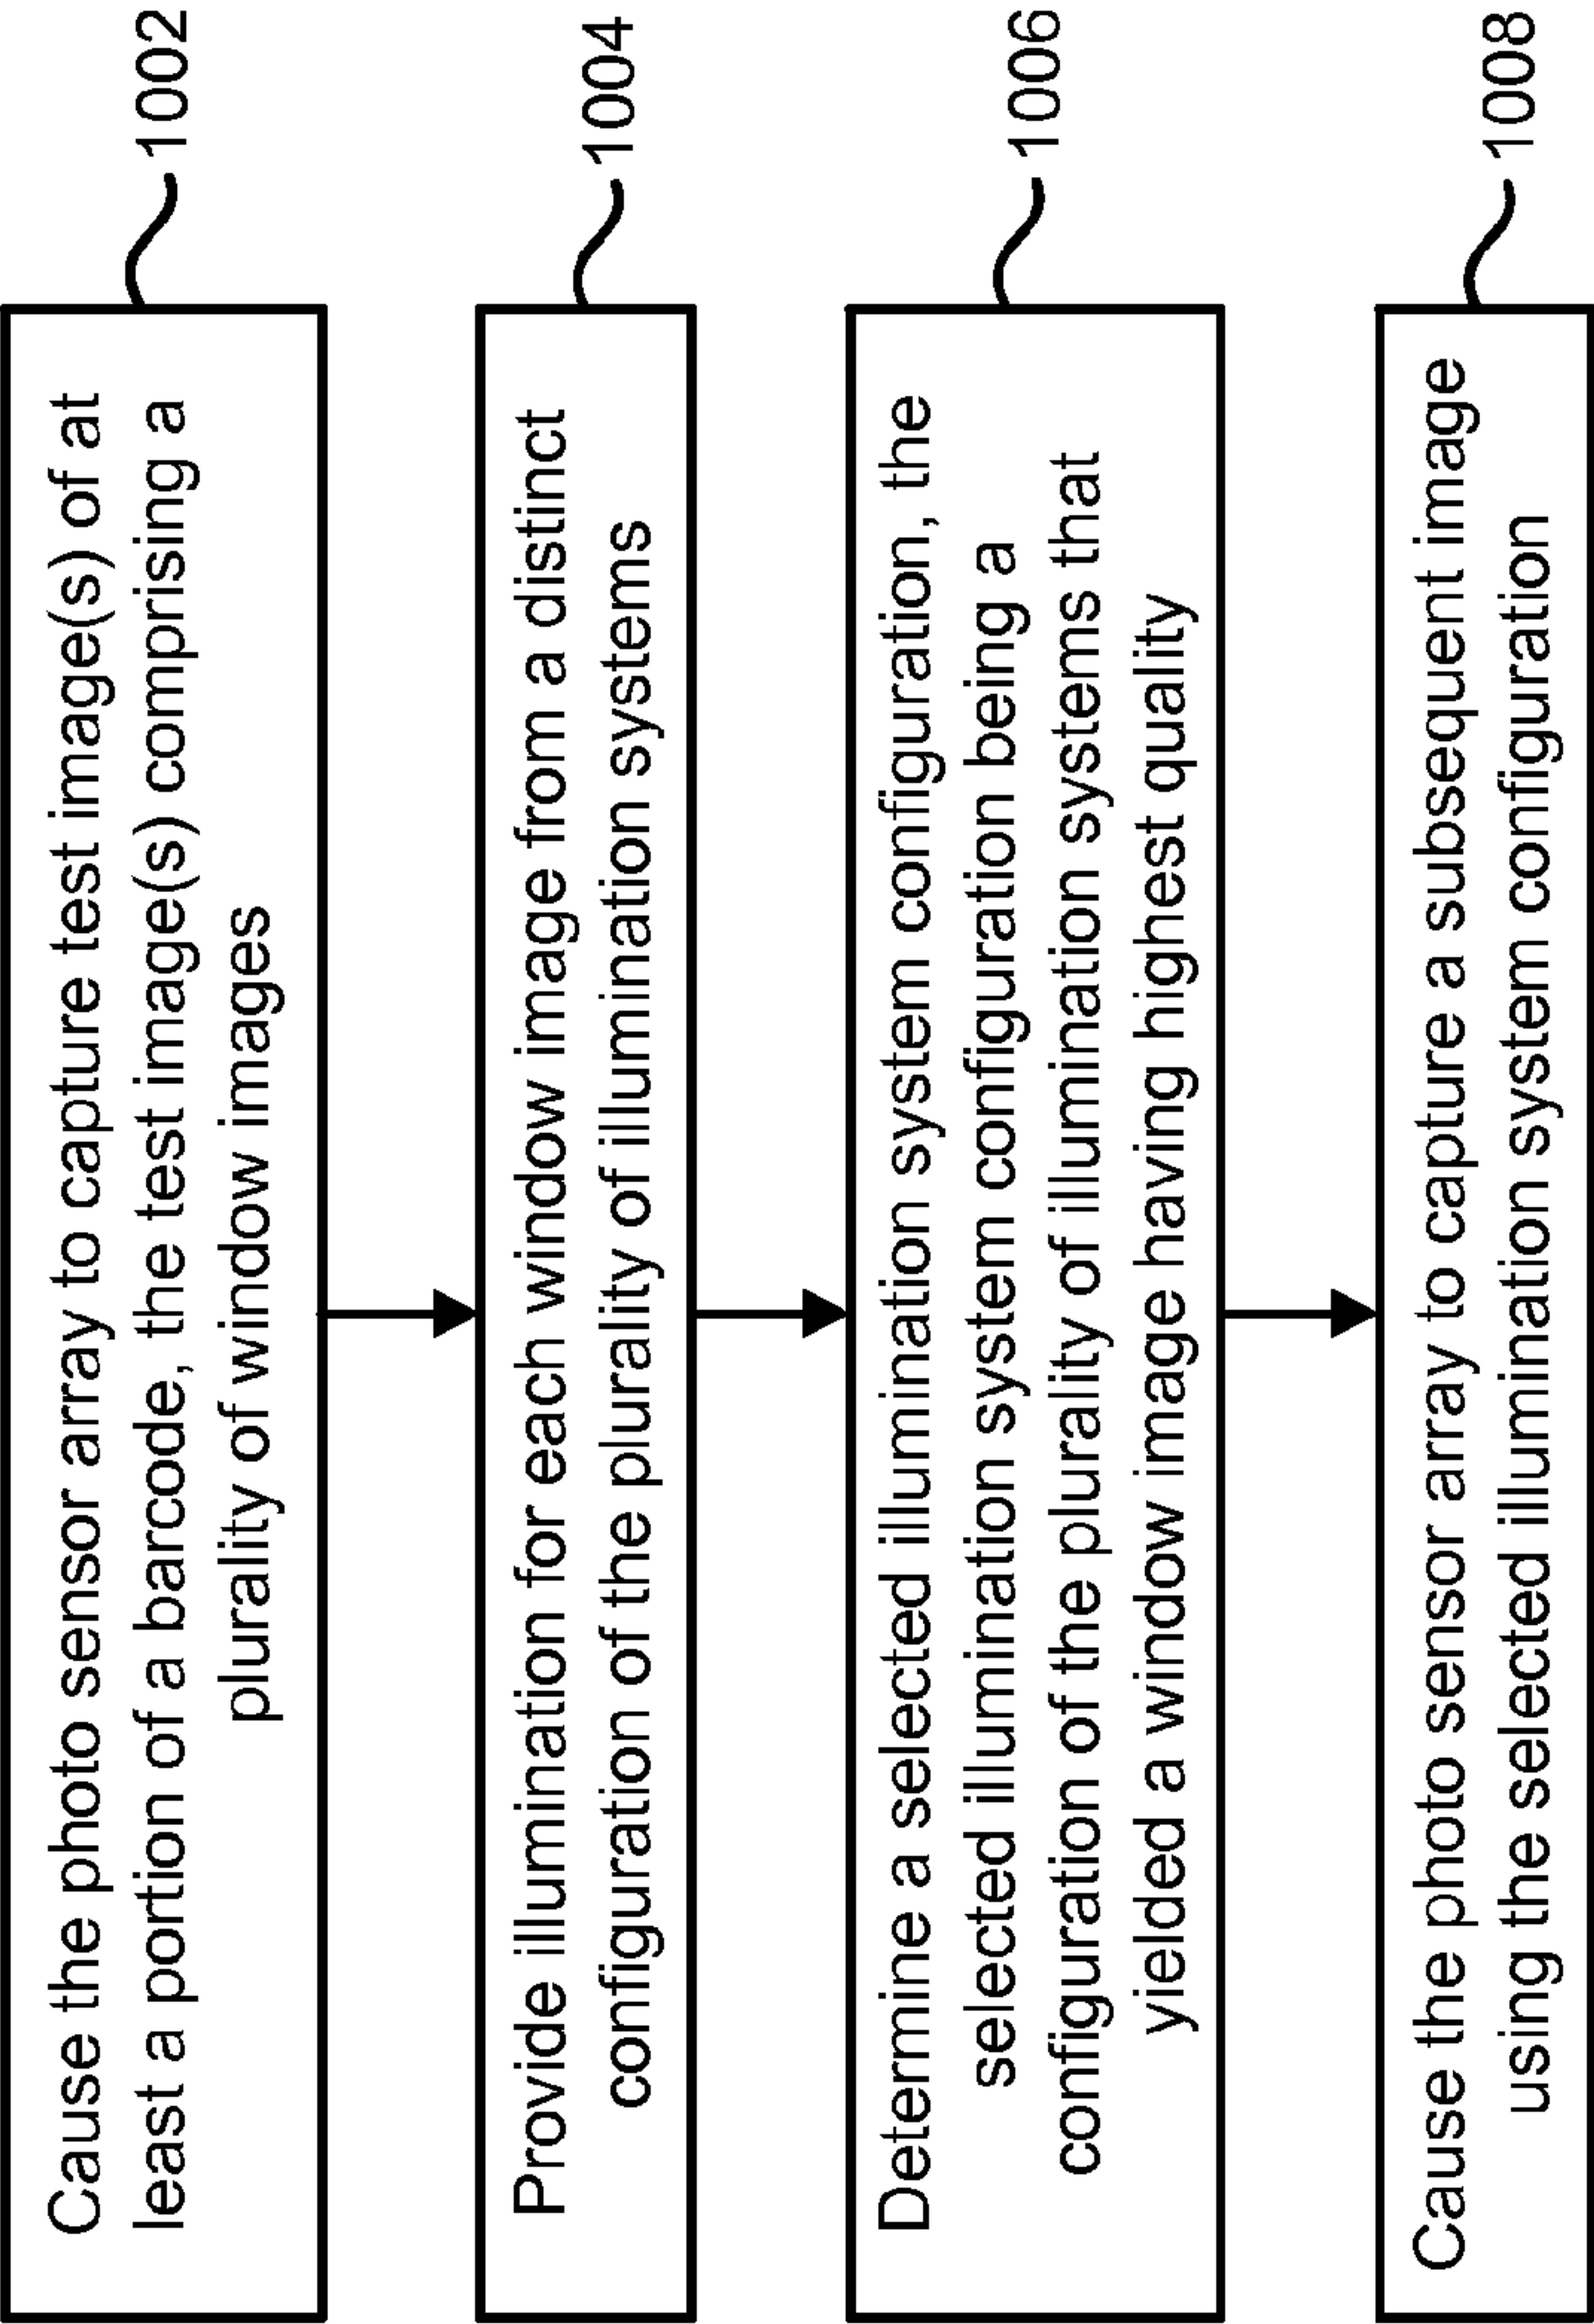 Cause the photo sensor array to capture test image(s) of at
least a portion of a barcode, the test image(s) comprising a
plurality of window images
1002
Provide illumination for each window image from a distinct
configuration of the plurality of illumination systems
1004
Determine a selected illumination system configuration, the
selected illumination system configuration being a
configuration of the plurality of illumination systems that
yielded a window image having highest quality
1006
Cause the photo sensor array to capture a subsequent image
using the selected illumination system configuration
1008